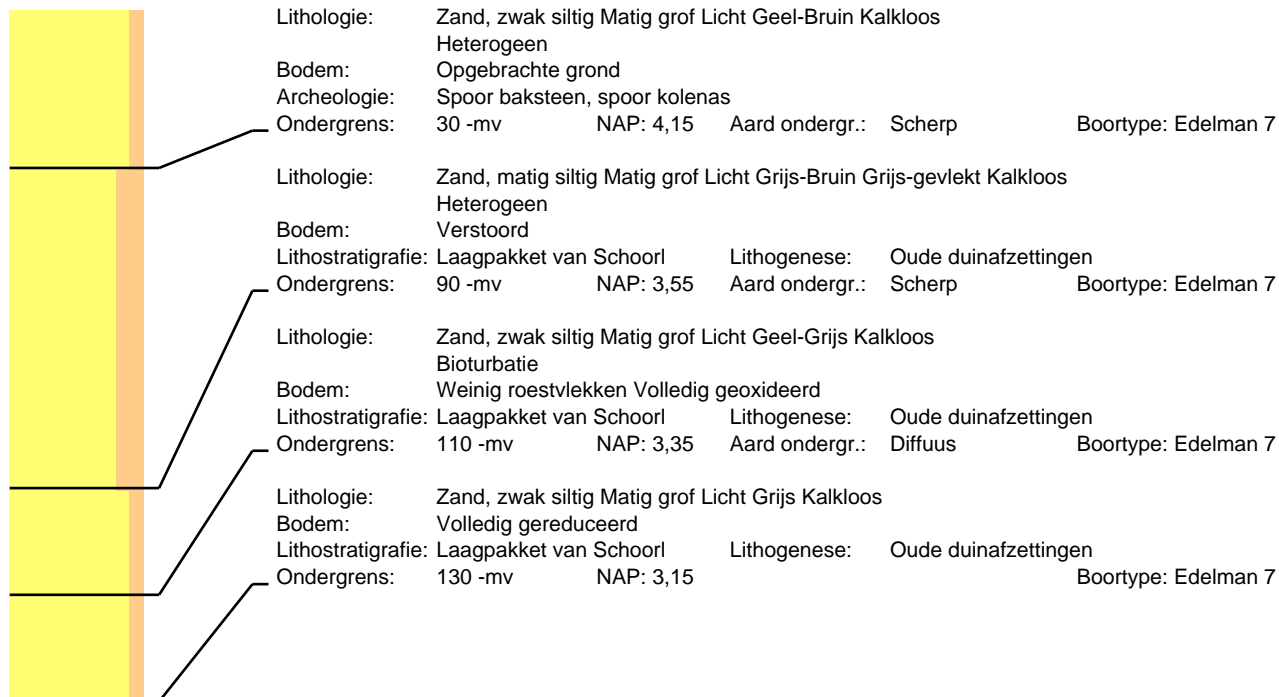 Lithologie: Zand, zwak siltig Matig grof Licht Geel-Bruin Kalkloos
Heterogeen
Bodem: Opgebrachte grond
Archeologie: Spoor baksteen, spoor kolenas
Ondergrens: 30 -mv NAP: 4,15 Aard ondergr.: Scherp Boortype: Edelman 7
Lithologie: Zand, matig siltig Matig grof Licht Grijs-Bruin Grijs-gevlekt Kalkloos
Heterogeen
Bodem: Verstoord
Lithostratigrafie: Laagpakket van Schoorl Lithogenese: Oude duinafzettingen
Ondergrens: 90 -mv NAP: 3,55 Aard ondergr.: Scherp Boortype: Edelman 7
Lithologie: Zand, zwak siltig Matig grof Licht Geel-Grijs Kalkloos
Bioturbatie
Bodem: Weinig roestvlekken Volledig geoxideerd
Lithostratigrafie: Laagpakket van Schoorl Lithogenese: Oude duinafzettingen
Ondergrens: 110 -mv NAP: 3,35 Aard ondergr.: Diffuus Boortype: Edelman 7
Lithologie: Zand, zwak siltig Matig grof Licht Grijs Kalkloos
Bodem: Volledig gereduceerd
Lithostratigrafie: Laagpakket van Schoorl Lithogenese: Oude duinafzettingen
Ondergrens: 130 -mv NAP: 3,15 Boortype: Edelman 7